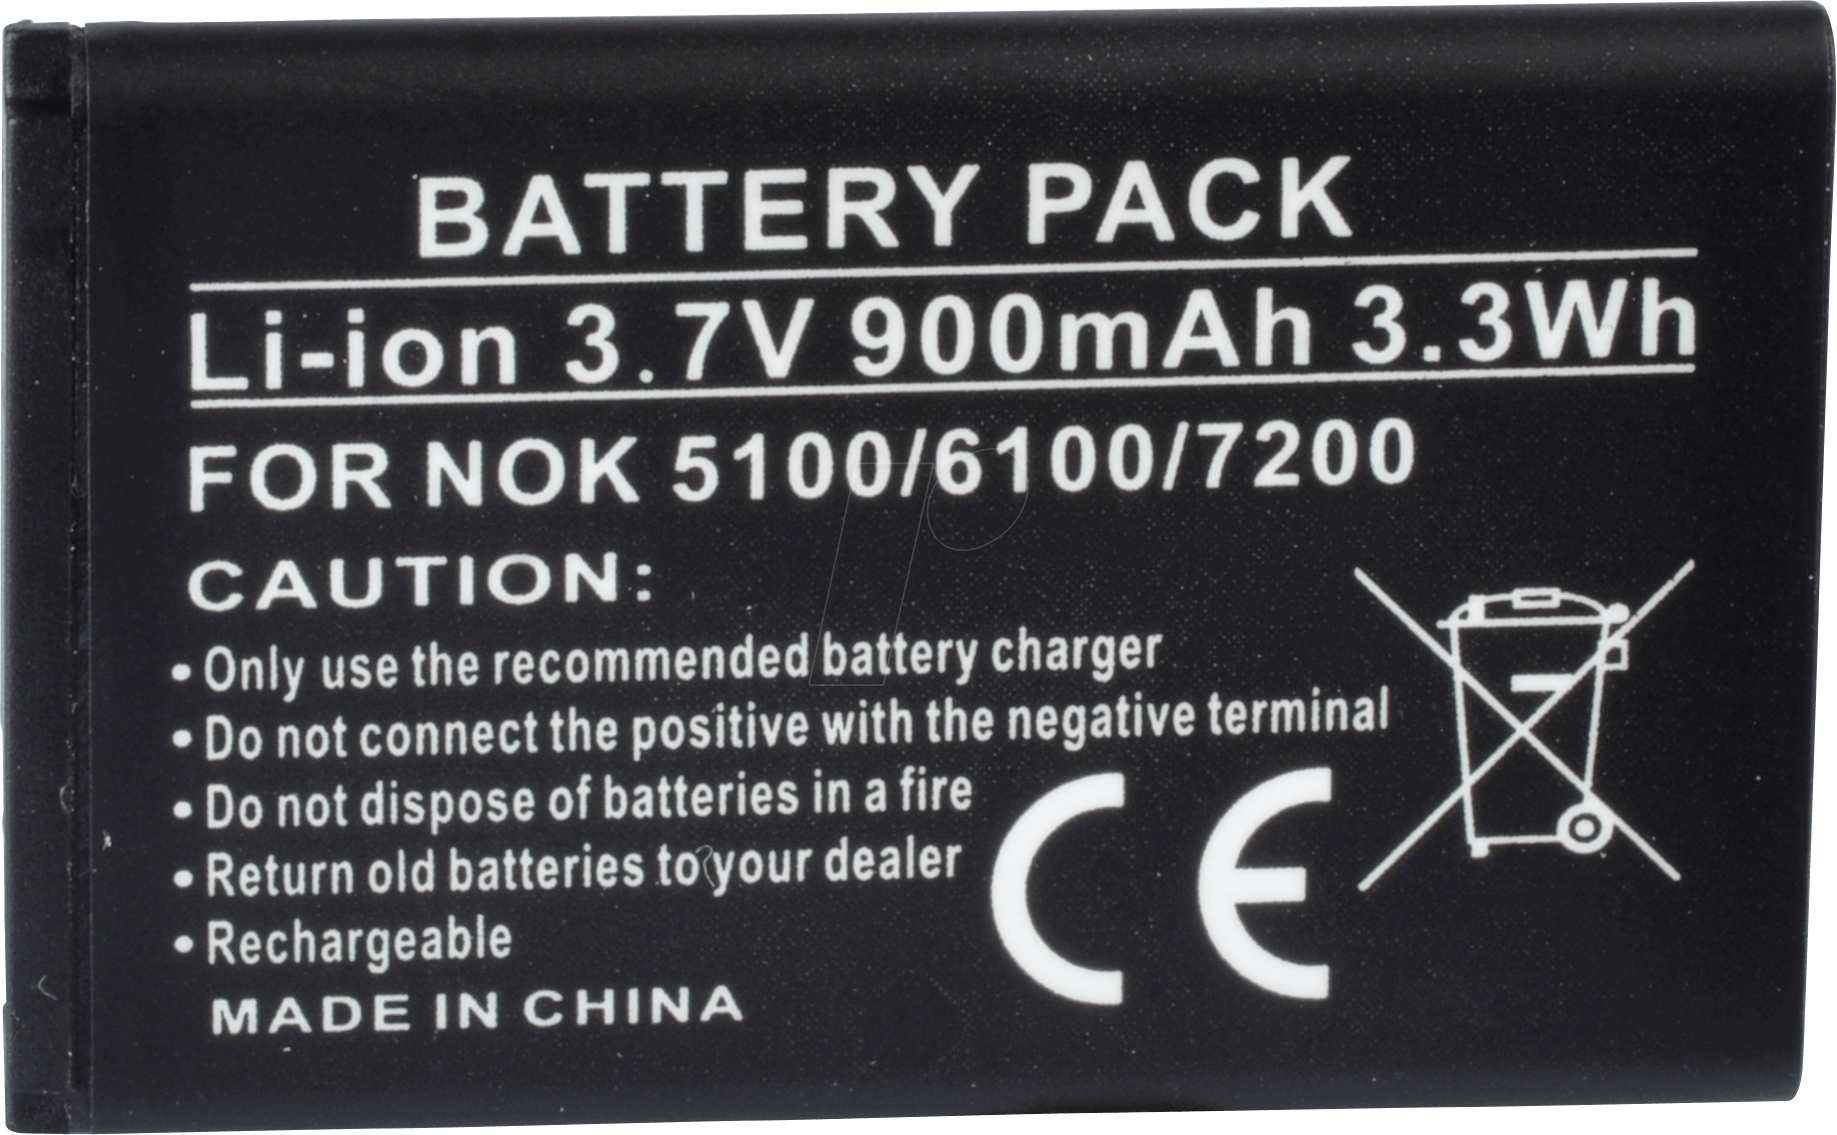 BATTERY PACK
Li-ion 3.7V 900mAh 3.3Wh
FOR NOK 5100/6100/7200
CAUTION:
• Only use the recommended battery charger
• Do not connect the positive with the negative terminal
• Do not dispose of batteries in a fire
• Return old batteries to your dealer
• Rechargeable
MADE IN CHINA
CE